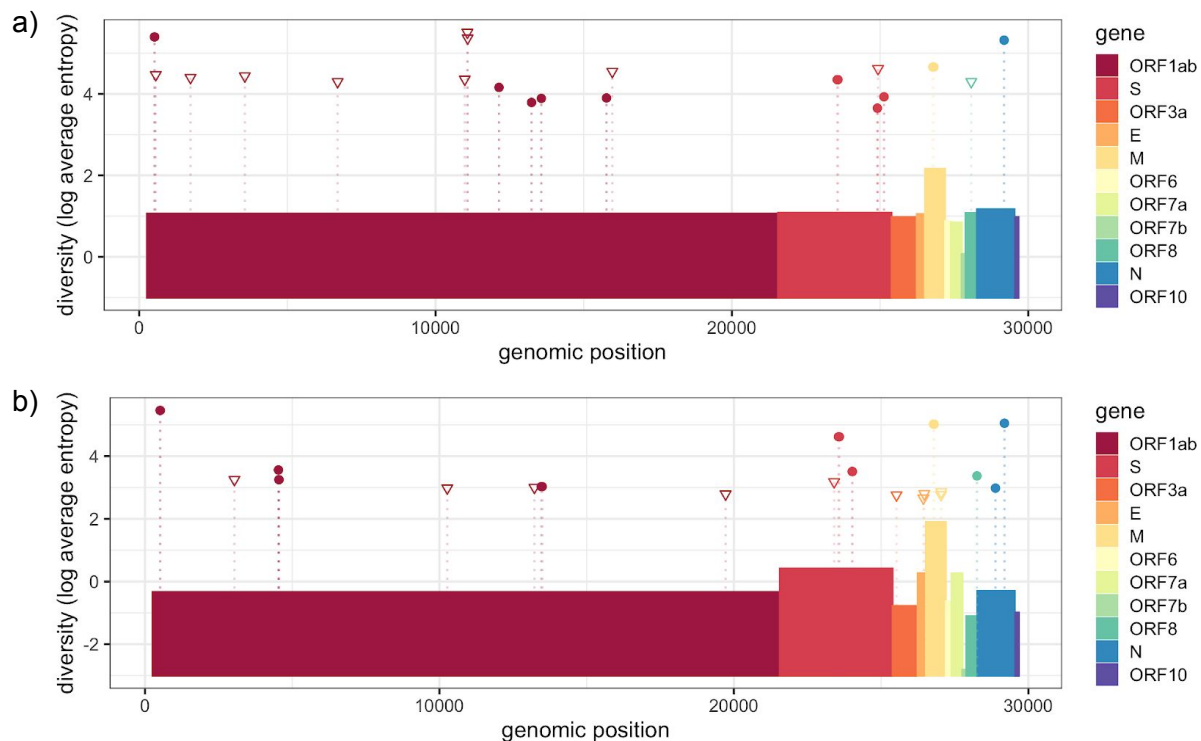 a)
diversity (log average entropy)
4
2
0
0
10000
20000
30000
genomic position
gene
ORF1ab
S
ORF3a
E
M
ORF6
ORF7a
ORF7b
ORF8
N
ORF10
b)
diversity (log average entropy)
4
2
0
-2
0
10000
20000
30000
genomic position
gene
ORF1ab
S
ORF3a
E
M
ORF6
ORF7a
ORF7b
ORF8
N
ORF10